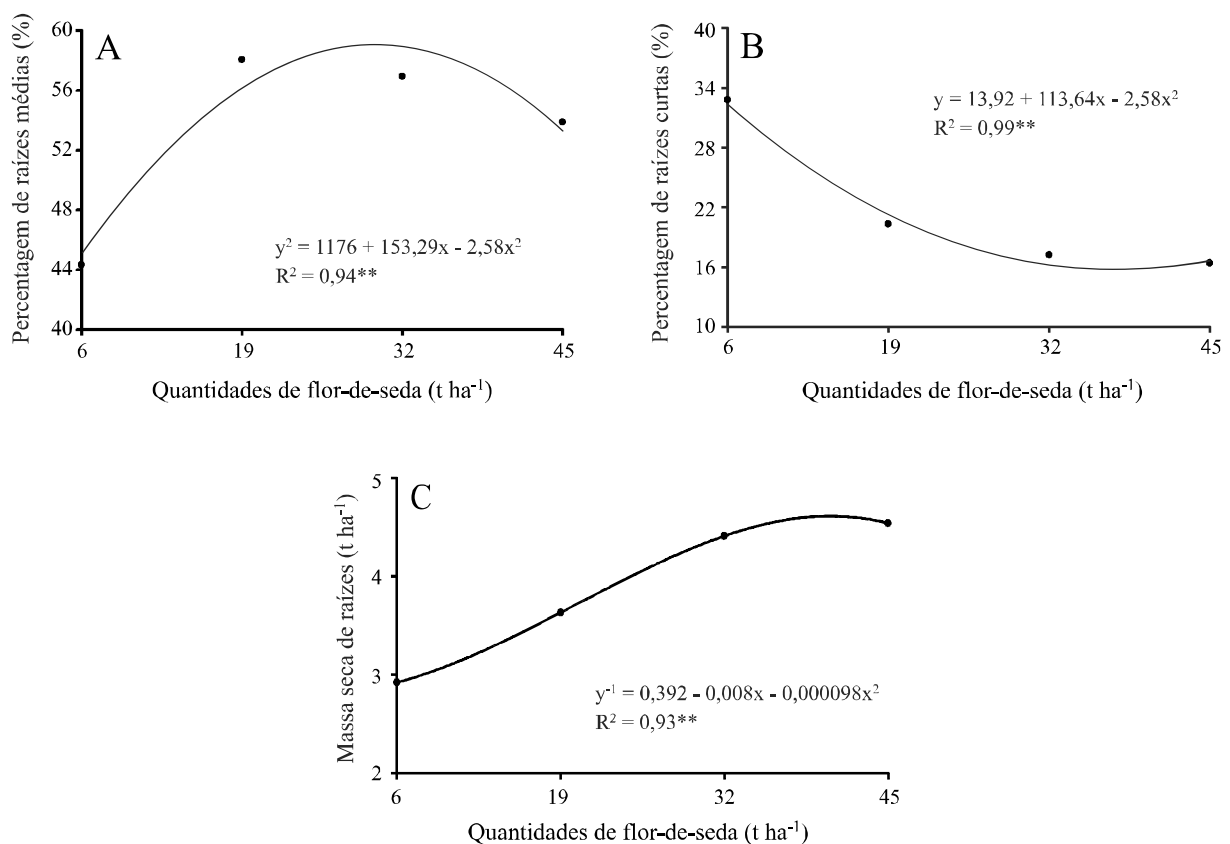 A
Percentagem de raízes médias (%)
60
56
52
48
44
40
y² = 1176 + 153,29x - 2,58x²
R² = 0,94**
6 19 32 45
Quantidades de flor-de-seda (t ha⁻¹)
B
Percentagem de raízes curtas (%)
40
34
28
22
16
10
y = 13,92 + 113,64x - 2,58x²
R² = 0,99**
6 19 32 45
Quantidades de flor-de-seda (t ha⁻¹)
C
Massa seca de raízes (t ha⁻¹)
5
4
3
2
y⁻¹ = 0,392 - 0,008x - 0,000098x²
R² = 0,93**
6 19 32 45
Quantidades de flor-de-seda (t ha⁻¹)